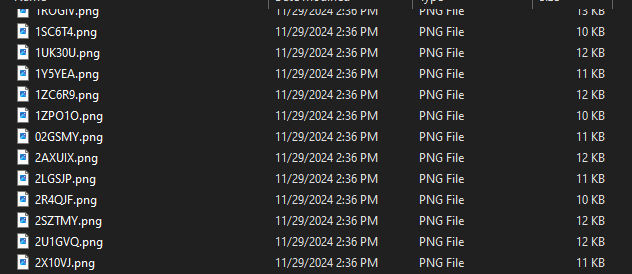 1ROGIV.png 11/29/2024 2:36 PM PNG File 13 KB
1SC6T4.png 11/29/2024 2:36 PM PNG File 10 KB
1UK30U.png 11/29/2024 2:36 PM PNG File 12 KB
1Y5YEA.png 11/29/2024 2:36 PM PNG File 11 KB
1ZC6R9.png 11/29/2024 2:36 PM PNG File 12 KB
1ZPO1O.png 11/29/2024 2:36 PM PNG File 10 KB
02GSMY.png 11/29/2024 2:36 PM PNG File 11 KB
2AXUIX.png 11/29/2024 2:36 PM PNG File 12 KB
2LGSJP.png 11/29/2024 2:36 PM PNG File 11 KB
2R4QJF.png 11/29/2024 2:36 PM PNG File 10 KB
2SZTMY.png 11/29/2024 2:36 PM PNG File 12 KB
2U1GVQ.png 11/29/2024 2:36 PM PNG File 12 KB
2X10VJ.png 11/29/2024 2:36 PM PNG File 11 KB